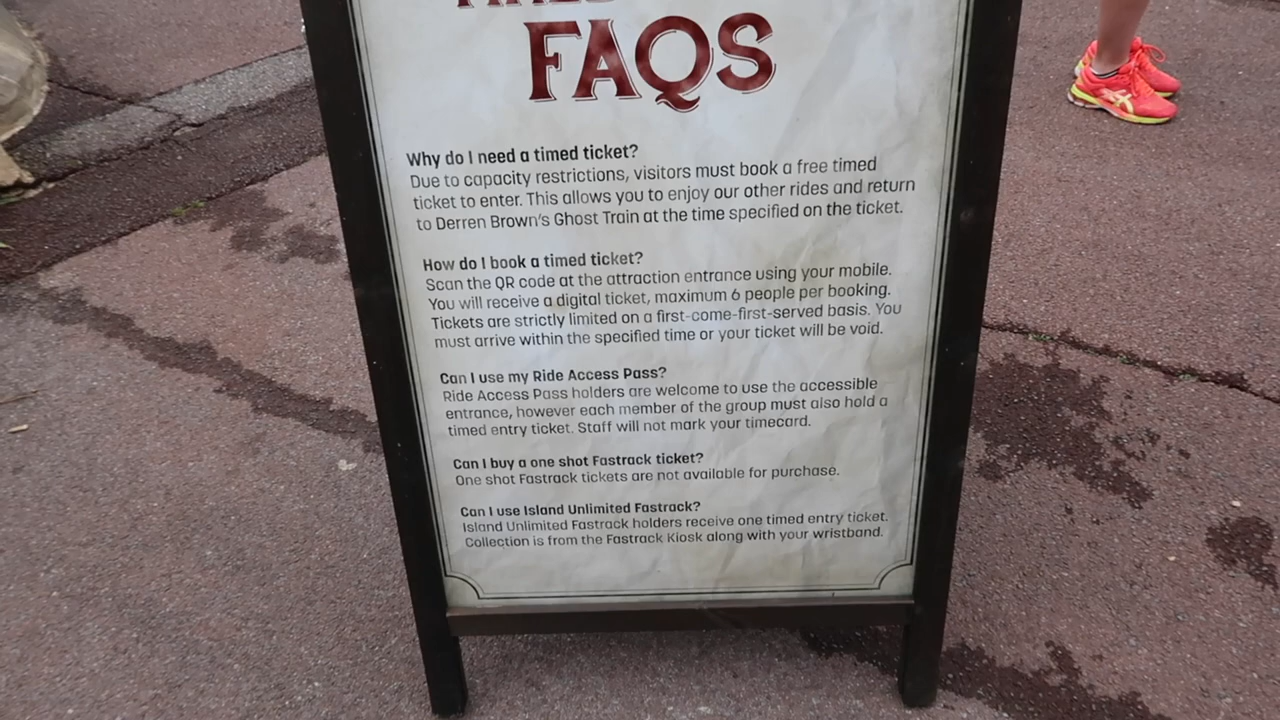 FAQS
Why do I need a timed ticket?
Due to capacity restrictions, visitors must book a free timed
ticket to enter. This allows you to enjoy our other rides and return
to Derren Brown's Ghost Train at the time specified on the ticket.
How do I book a timed ticket?
Scan the QR code at the attraction entrance using your mobile.
You will receive a digital ticket, maximum 6 people per booking.
Tickets are strictly limited on a first-come-first-served basis. You
must arrive within the specified time or your ticket will be void.
Can I use my Ride Access Pass?
Ride Access Pass holders are welcome to use the accessible
entrance, however each member of the group must also hold a
timed entry ticket. Staff will not mark your timecard.
Can I buy a one shot Fastrack ticket?
One shot Fastrack tickets are not available for purchase.
Can I use Island Unlimited Fastrack?
Island Unlimited Fastrack holders receive one timed entry ticket.
Collection is from the Fastrack Kiosk along with your wristband.